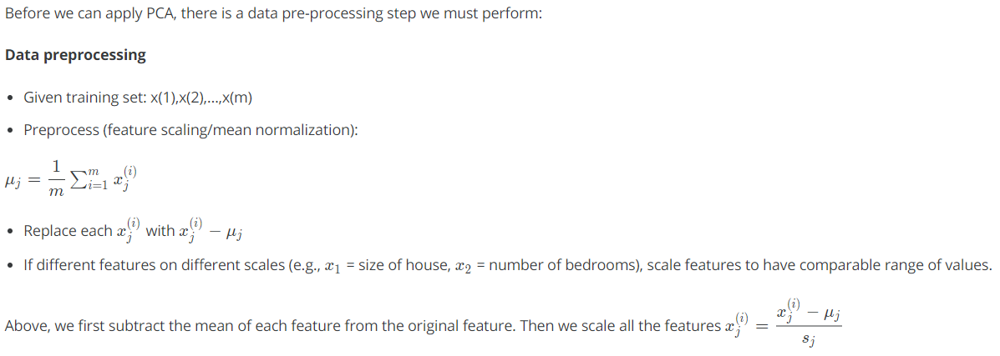 Before we can apply PCA, there is a data pre-processing step we must perform:
Data preprocessing
• Given training set: x(1),x(2),...,x(m)
• Preprocess (feature scaling/mean normalization):
$\mu_j = \dfrac{1}{m} \sum_{i=1}^{m} x_j^{(i)}$
• Replace each $x_j^{(i)}$ with $x_j^{(i)} - \mu_j$
• If different features on different scales (e.g., $x_1$ = size of house, $x_2$ = number of bedrooms), scale features to have comparable range of values.
Above, we first subtract the mean of each feature from the original feature. Then we scale all the features $x_j^{(i)} = \dfrac{x_j^{(i)} - \mu_j}{s_j}$